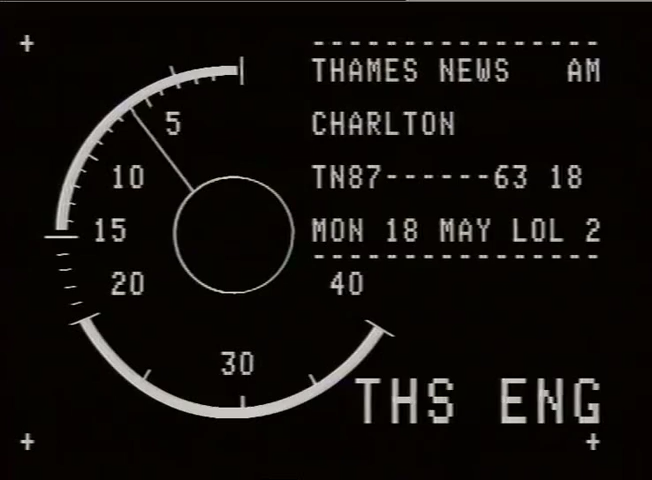 ----------------
THAMES NEWS AM
CHARLTON
TN87------63 18
MON 18 MAY LOL 2
----------------
5
10
15
20
30
40
THS ENG